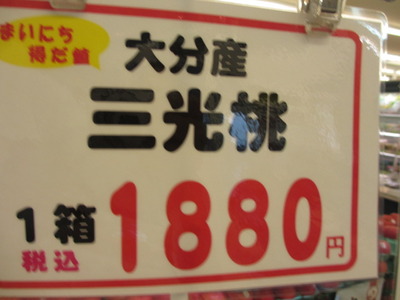 まいにち
得だ値
大分産
三光桃
1箱 1880円
税込